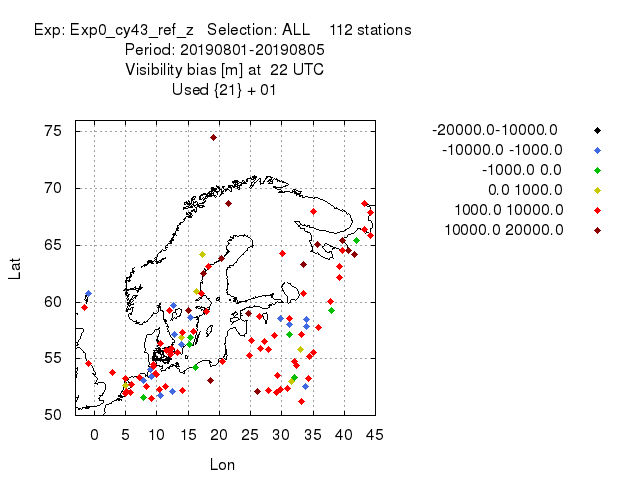 Exp: Exp0_cy43_ref_z   Selection: ALL    112 stations
Period: 20190801-20190805
Visibility bias [m] at  22 UTC
Used {21} + 01
-20000.0-10000.0
-10000.0 -1000.0
-1000.0 0.0
0.0 1000.0
1000.0 10000.0
10000.0 20000.0
75
70
65
60
55
50
Lat
0 5 10 15 20 25 30 35 40 45
Lon